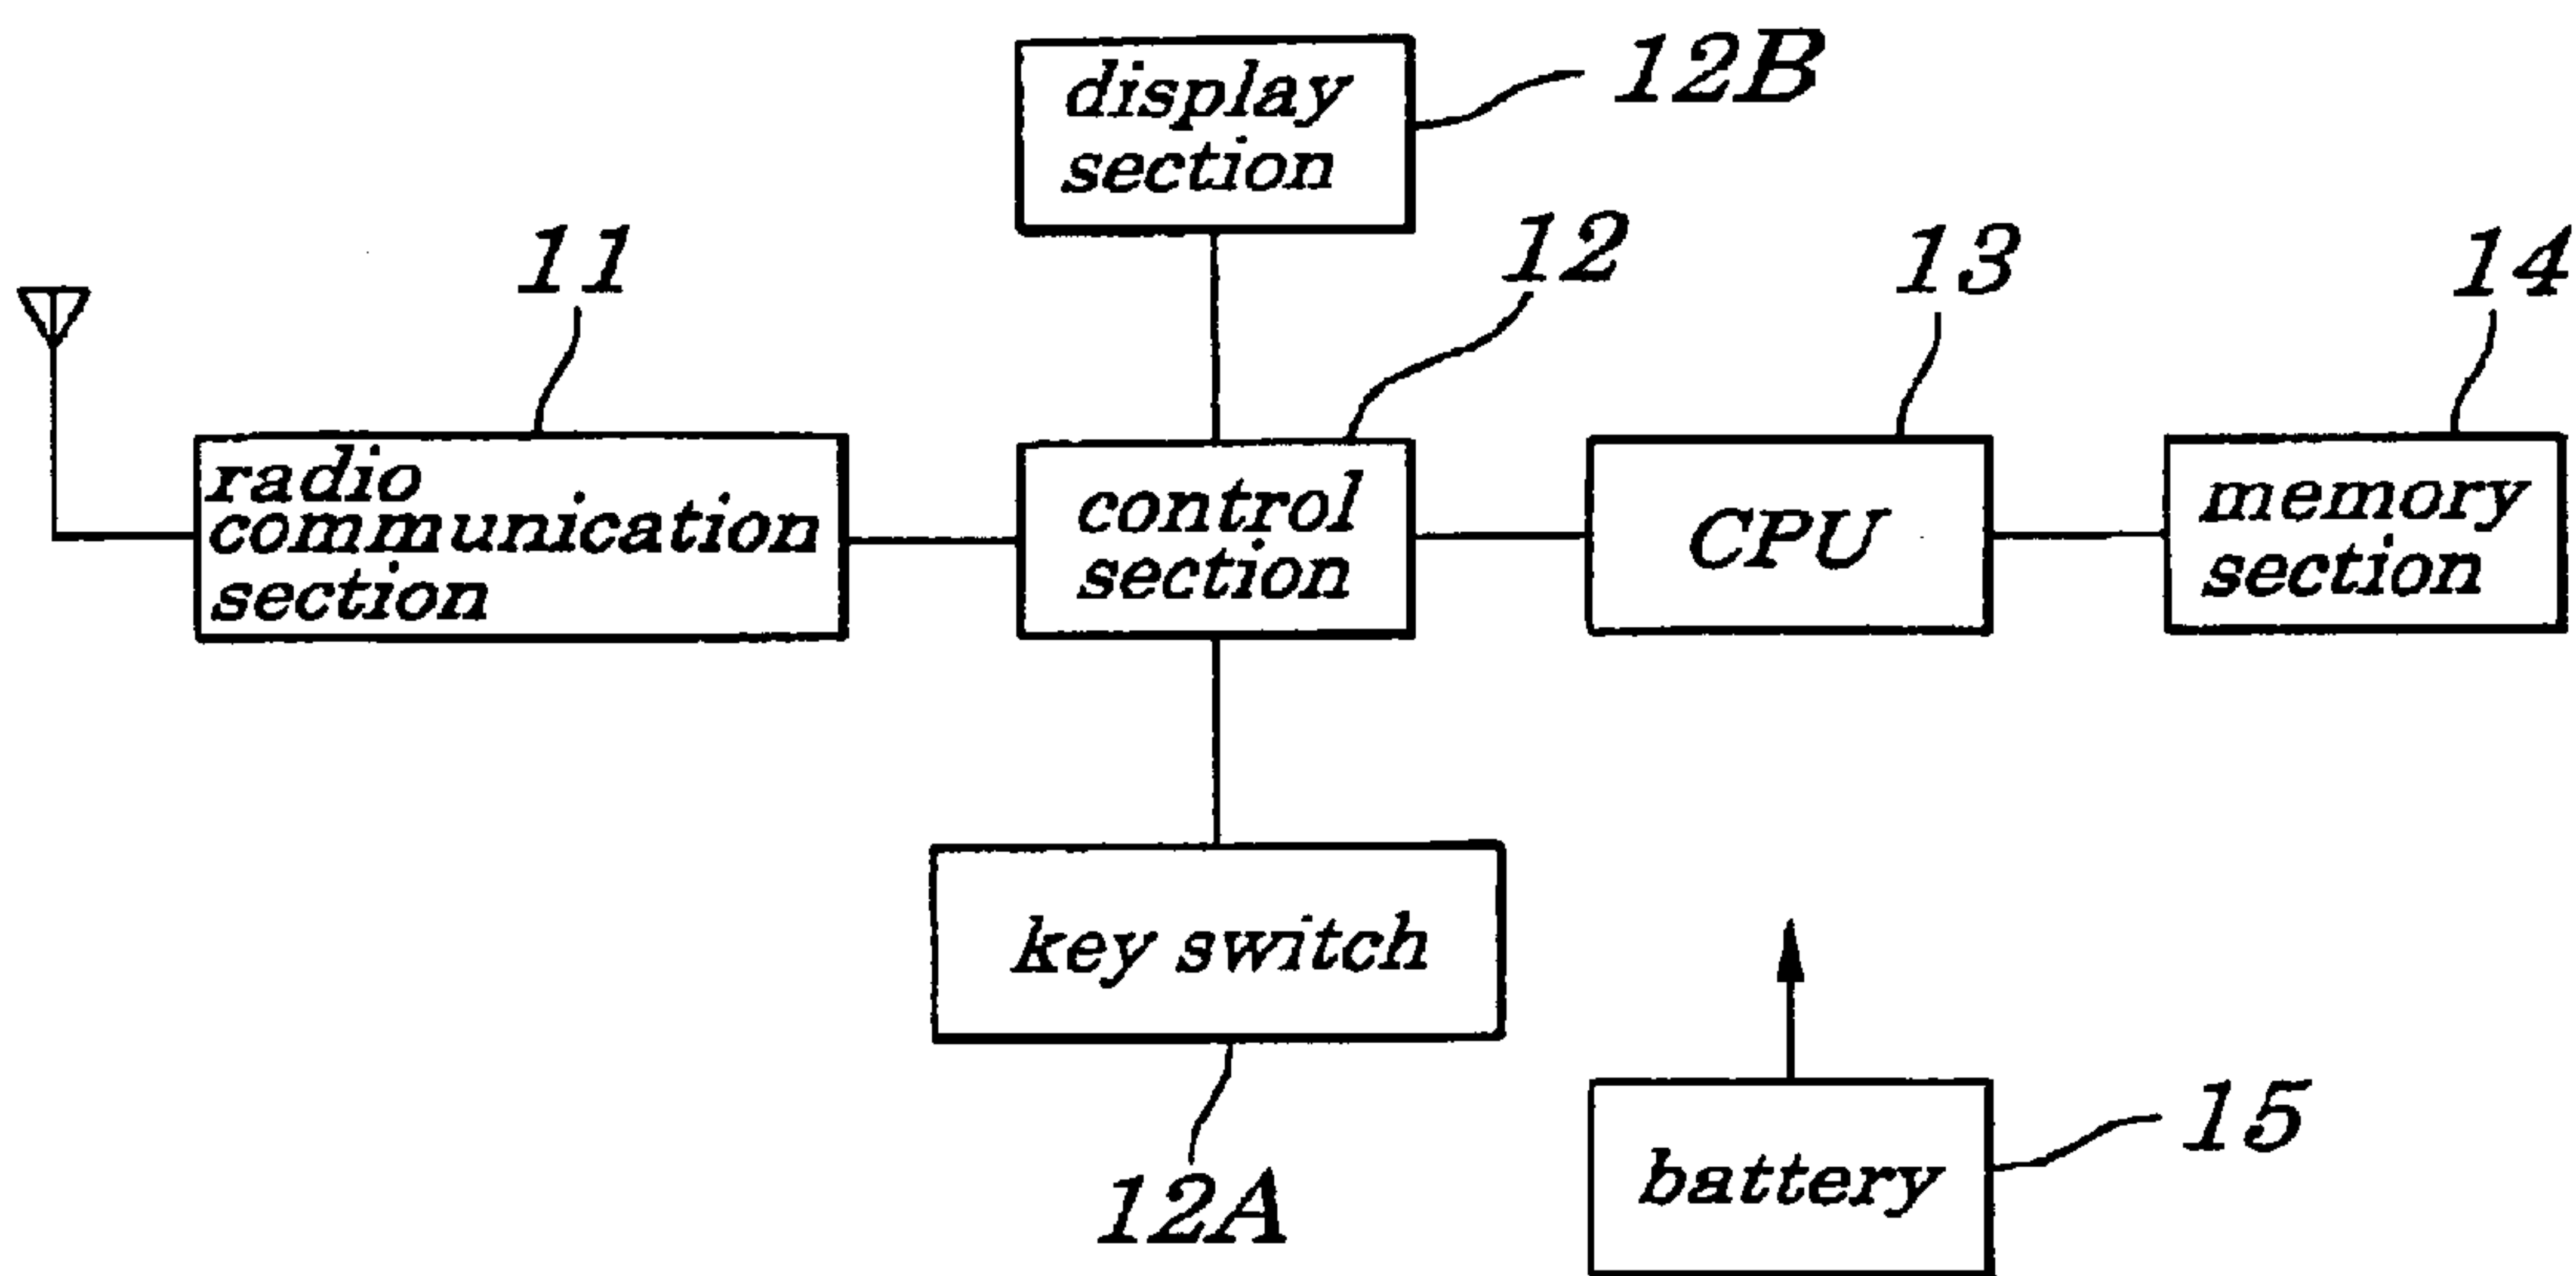 display
section
12B
11
12
13
14
radio
communication
section
control
section
CPU
memory
section
key switch
12A
battery
15